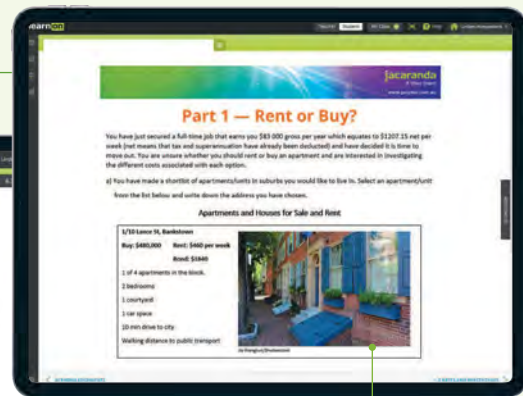 learnon
jacaranda
A Wiley Brand
Part 1 — Rent or Buy?
You have just secured a full-time job that earns you $83 000 gross per year which equates to $1207.15 net per
week (net means that tax and superannuation have already been deducted) and have decided it is time to
move out. You are unsure whether you should rent or buy an apartment and are interested in investigating
the different costs associated with each option.
a) You have made a shortlist of apartments/units in suburbs you would like to live in. Select an apartment/unit
from the list below and write down the address you have chosen.
Apartments and Houses for Sale and Rent
1/10 Lance St, Bankstown
Buy: $480,000 Rent: $460 per week
Bond: $1840
1 of 4 apartments in the block.
2 bedrooms
1 courtyard
1 car space
10 min drive to city
Walking distance to public transport